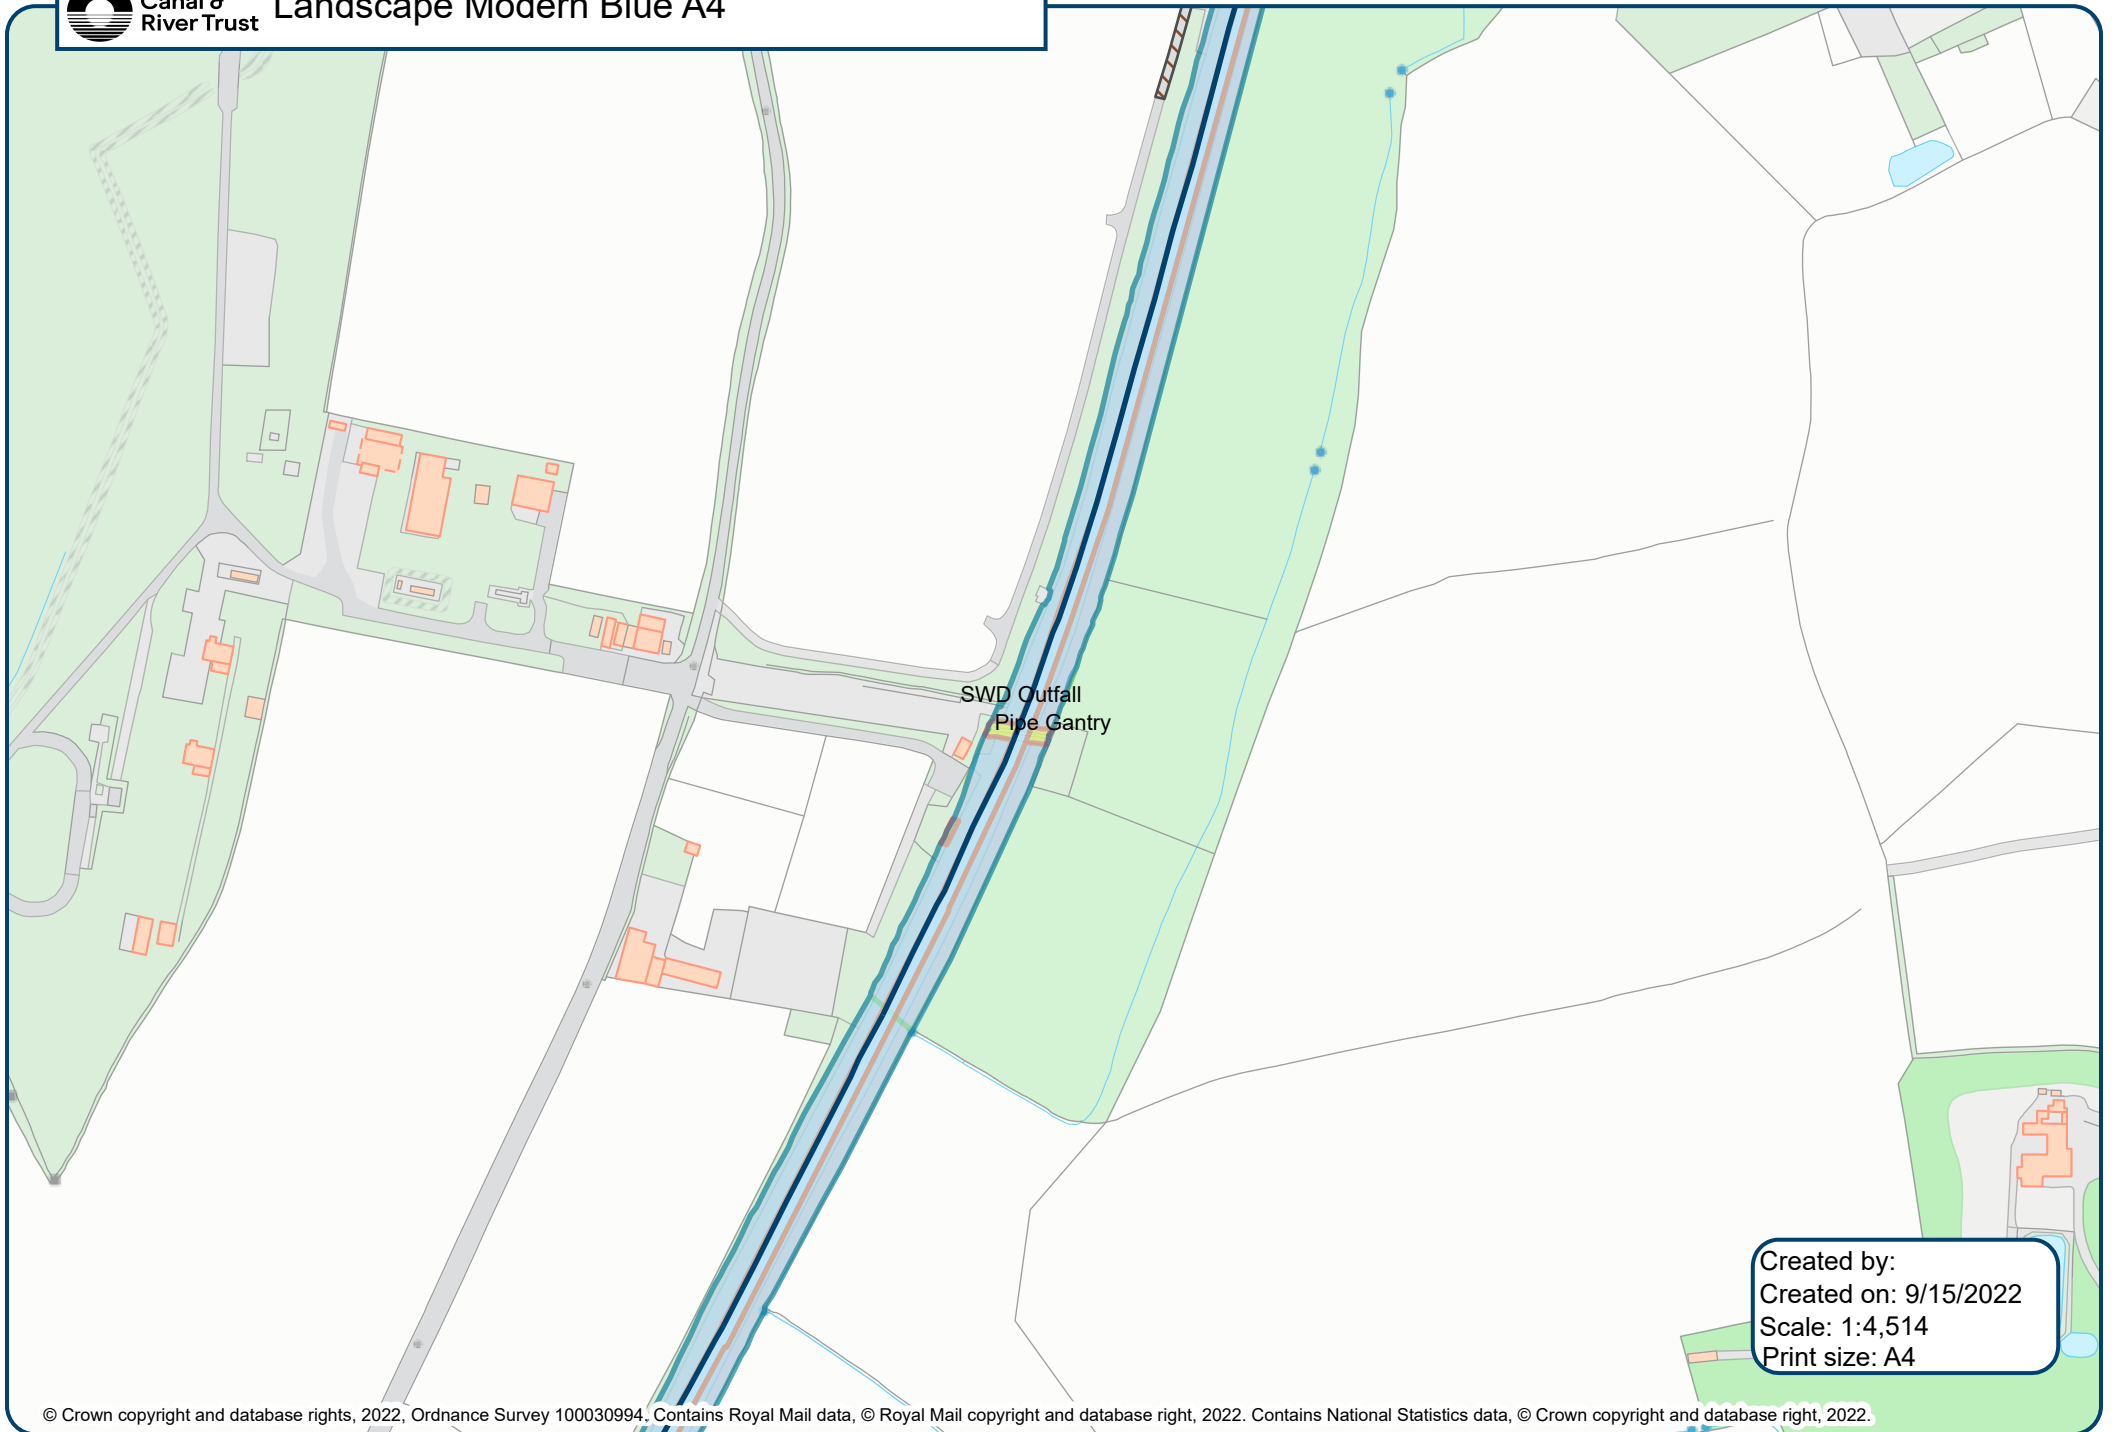 Canal &
River Trust
Landscape Modern Blue A4
SWD Outfall
Pipe Gantry
Created by:
Created on: 9/15/2022
Scale: 1:4,514
Print size: A4
© Crown copyright and database rights, 2022, Ordnance Survey 100030994. Contains Royal Mail data, © Royal Mail copyright and database right, 2022. Contains National Statistics data, © Crown copyright and database right, 2022.